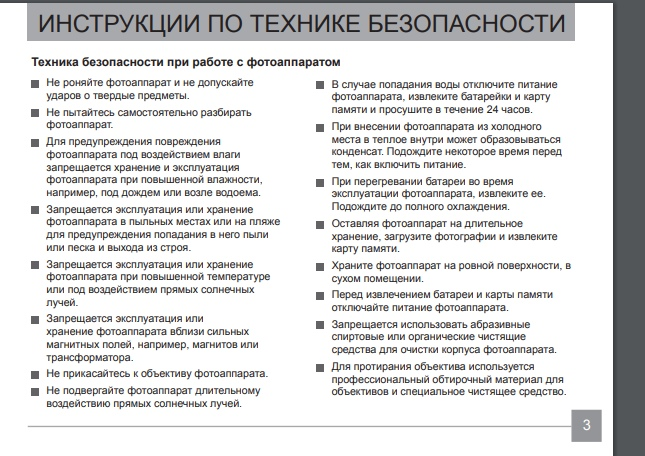 ИНСТРУКЦИИ ПО ТЕХНИКЕ БЕЗОПАСНОСТИ
Техника безопасности при работе с фотоаппаратом
Не роняйте фотоаппарат и не допускайте
ударов о твердые предметы.
Не пытайтесь самостоятельно разбирать
фотоаппарат.
Для предупреждения повреждения
фотоаппарата под воздействием влаги
запрещается хранение и эксплуатация
фотоаппарата при повышенной влажности,
например, под дождем или возле водоема.
Запрещается эксплуатация или хранение
фотоаппарата в пыльных местах или на пляже
для предупреждения попадания в него пыли
или песка и выхода из строя.
Запрещается эксплуатация или хранение
фотоаппарата при повышенной температуре
или под воздействием прямых солнечных
лучей.
Запрещается эксплуатация или
хранение фотоаппарата вблизи сильных
магнитных полей, например, магнитов или
трансформатора.
Не прикасайтесь к объективу фотоаппарата.
Не подвергайте фотоаппарат длительному
воздействию прямых солнечных лучей.
В случае попадания воды отключите питание
фотоаппарата, извлеките батарейки и карту
памяти и просушите в течение 24 часов.
При внесении фотоаппарата из холодного
места в теплое внутри может образовываться
конденсат. Подождите некоторое время перед
тем, как включить питание.
При перегревании батареи во время
эксплуатации фотоаппарата, извлеките ее.
Подождите до полного охлаждения.
Оставляя фотоаппарат на длительное
хранение, загрузите фотографии и извлеките
карту памяти.
Храните фотоаппарат на ровной поверхности, в
сухом помещении.
Перед извлечением батареи и карты памяти
отключайте питание фотоаппарата.
Запрещается использовать абразивные
спиртовые или органические чистящие
средства для очистки корпуса фотоаппарата.
Для протирания объектива используется
профессиональный обтирочный материал для
объективов и специальное чистящее средство.
3